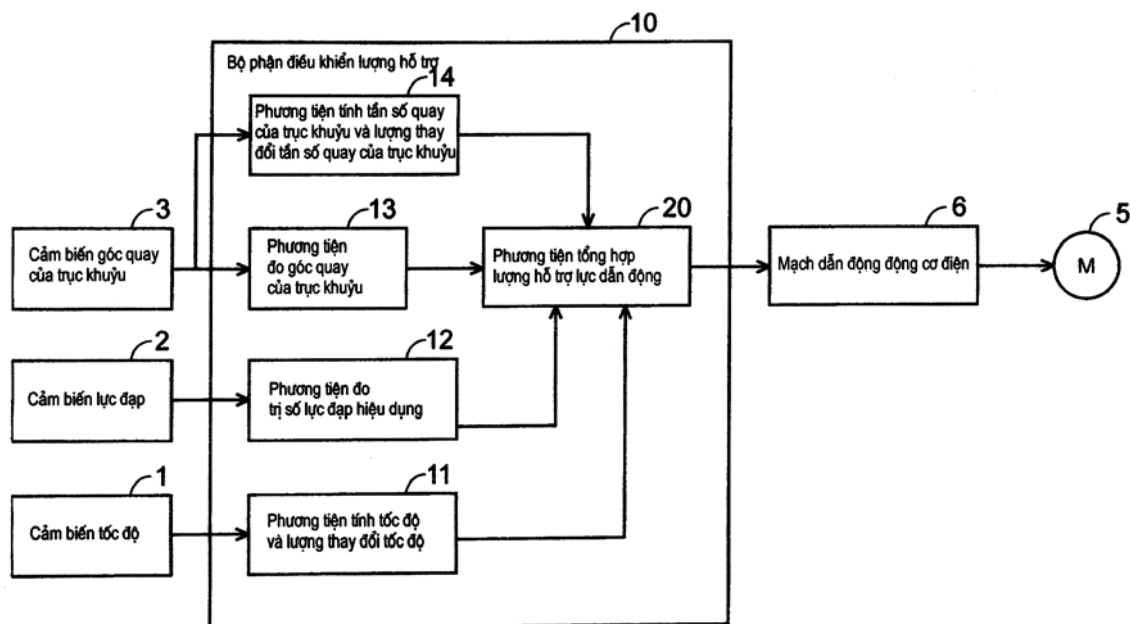 10
Bộ phận điều khiển lượng hỗ trợ
14
Phương tiện tính tần số quay
của trục khuỷu và lượng thay
đổi tần số quay của trục khuỷu
3
Cảm biến góc quay
của trục khuỷu
13
Phương tiện
đo góc quay
của trục khuỷu
20
Phương tiện tổng hợp
lượng hỗ trợ lực dẫn động
6
Mạch dẫn động động cơ điện
5
M
2
Cảm biến lực đạp
12
Phương tiện đo
trị số lực đạp hiệu dụng
1
Cảm biến tốc độ
11
Phương tiện tính tốc độ
và lượng thay đổi tốc độ